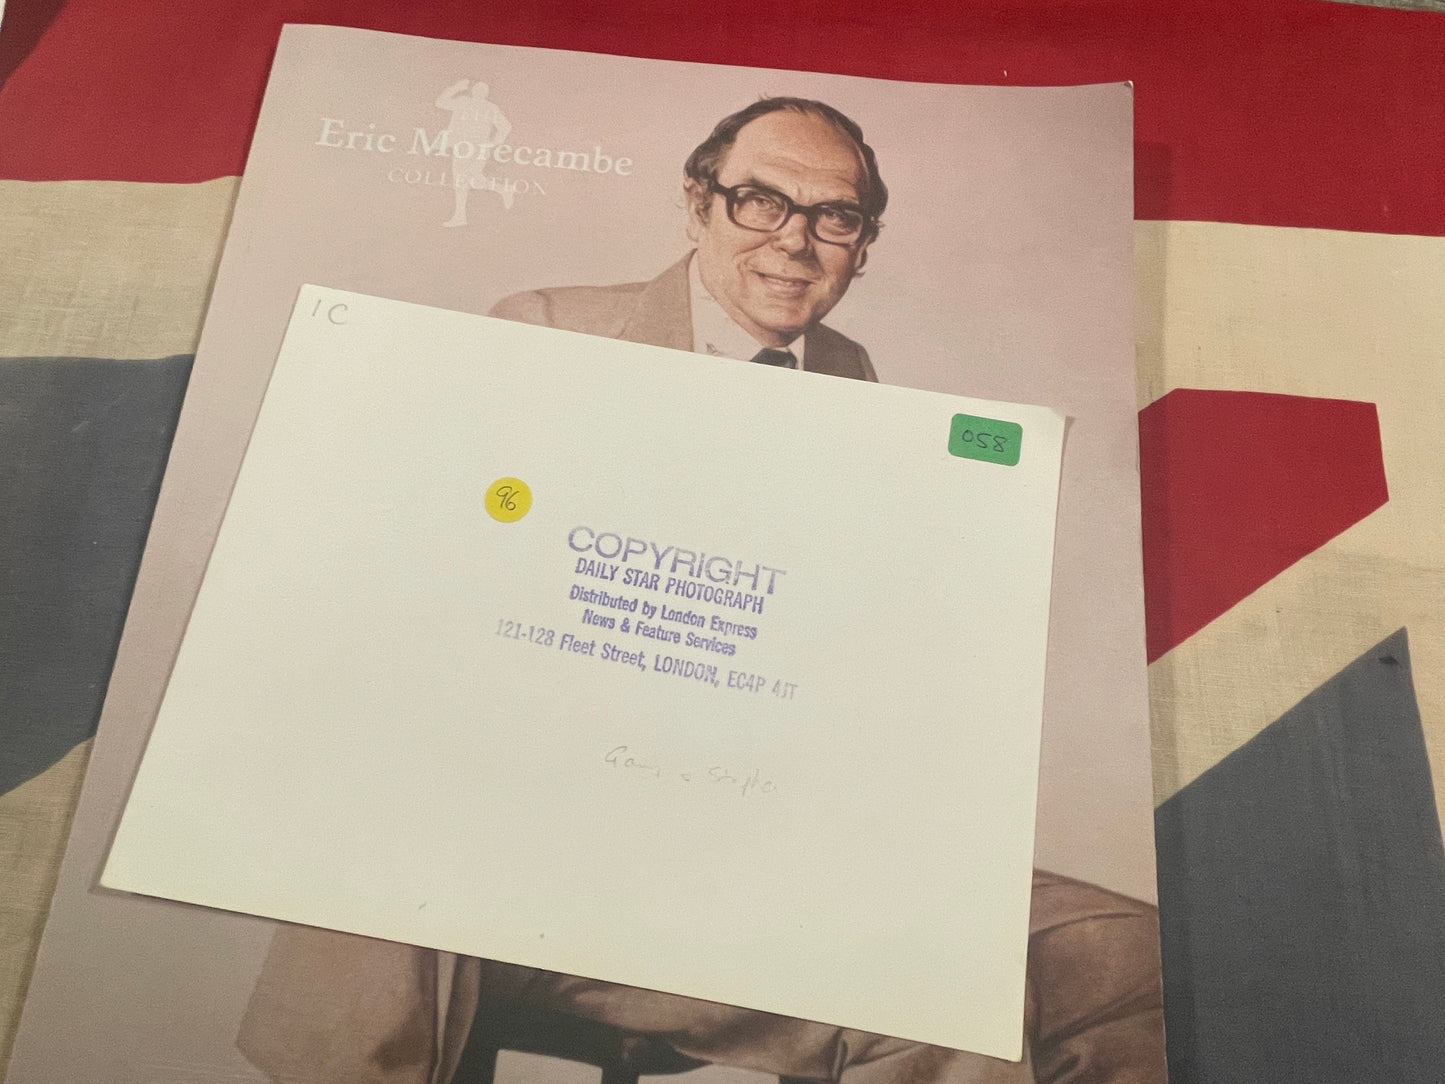 Eric Morecambe
COLLECTION
1 C
058
96
COPYRIGHT
DAILY STAR PHOTOGRAPH
Distributed by London Express
News & Feature Services
121-128 Fleet Street, LONDON, EC4P 4JT